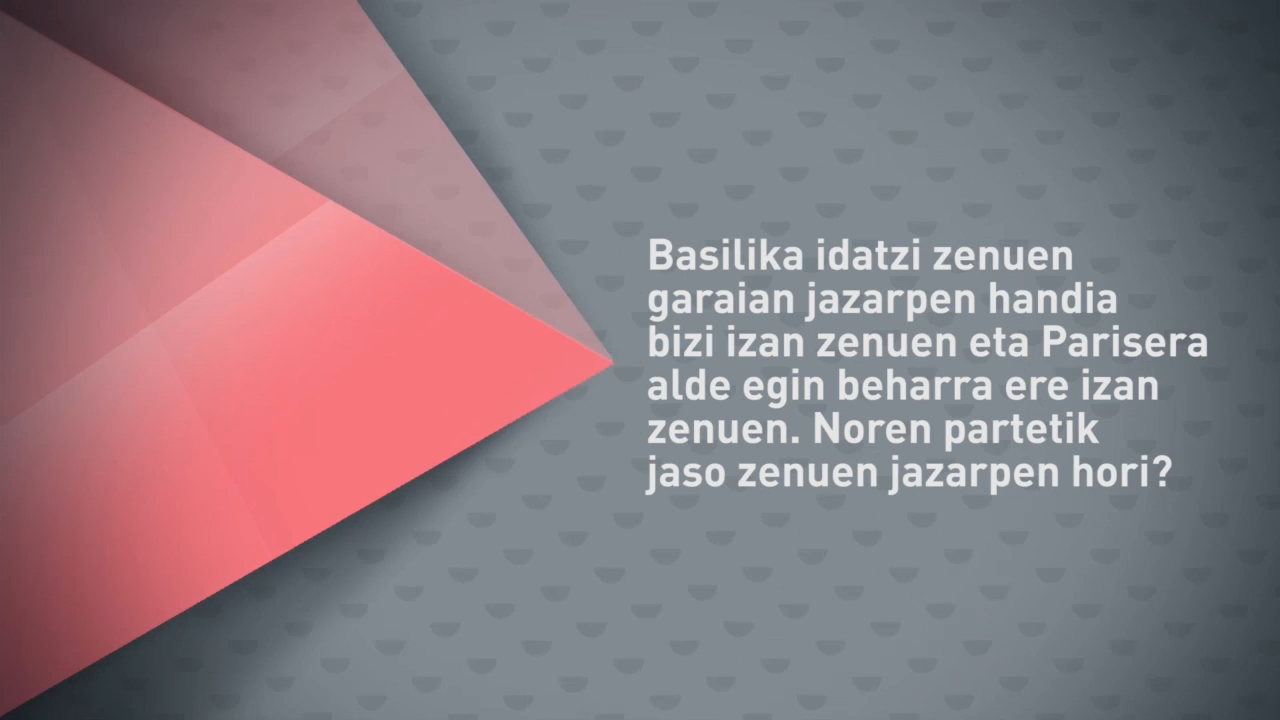 Basilika idatzi zenuen
garaian jazarpen handia
bizi izan zenuen eta Parisera
alde egin beharra ere izan
zenuen. Noren partetik
jaso zenuen jazarpen hori?